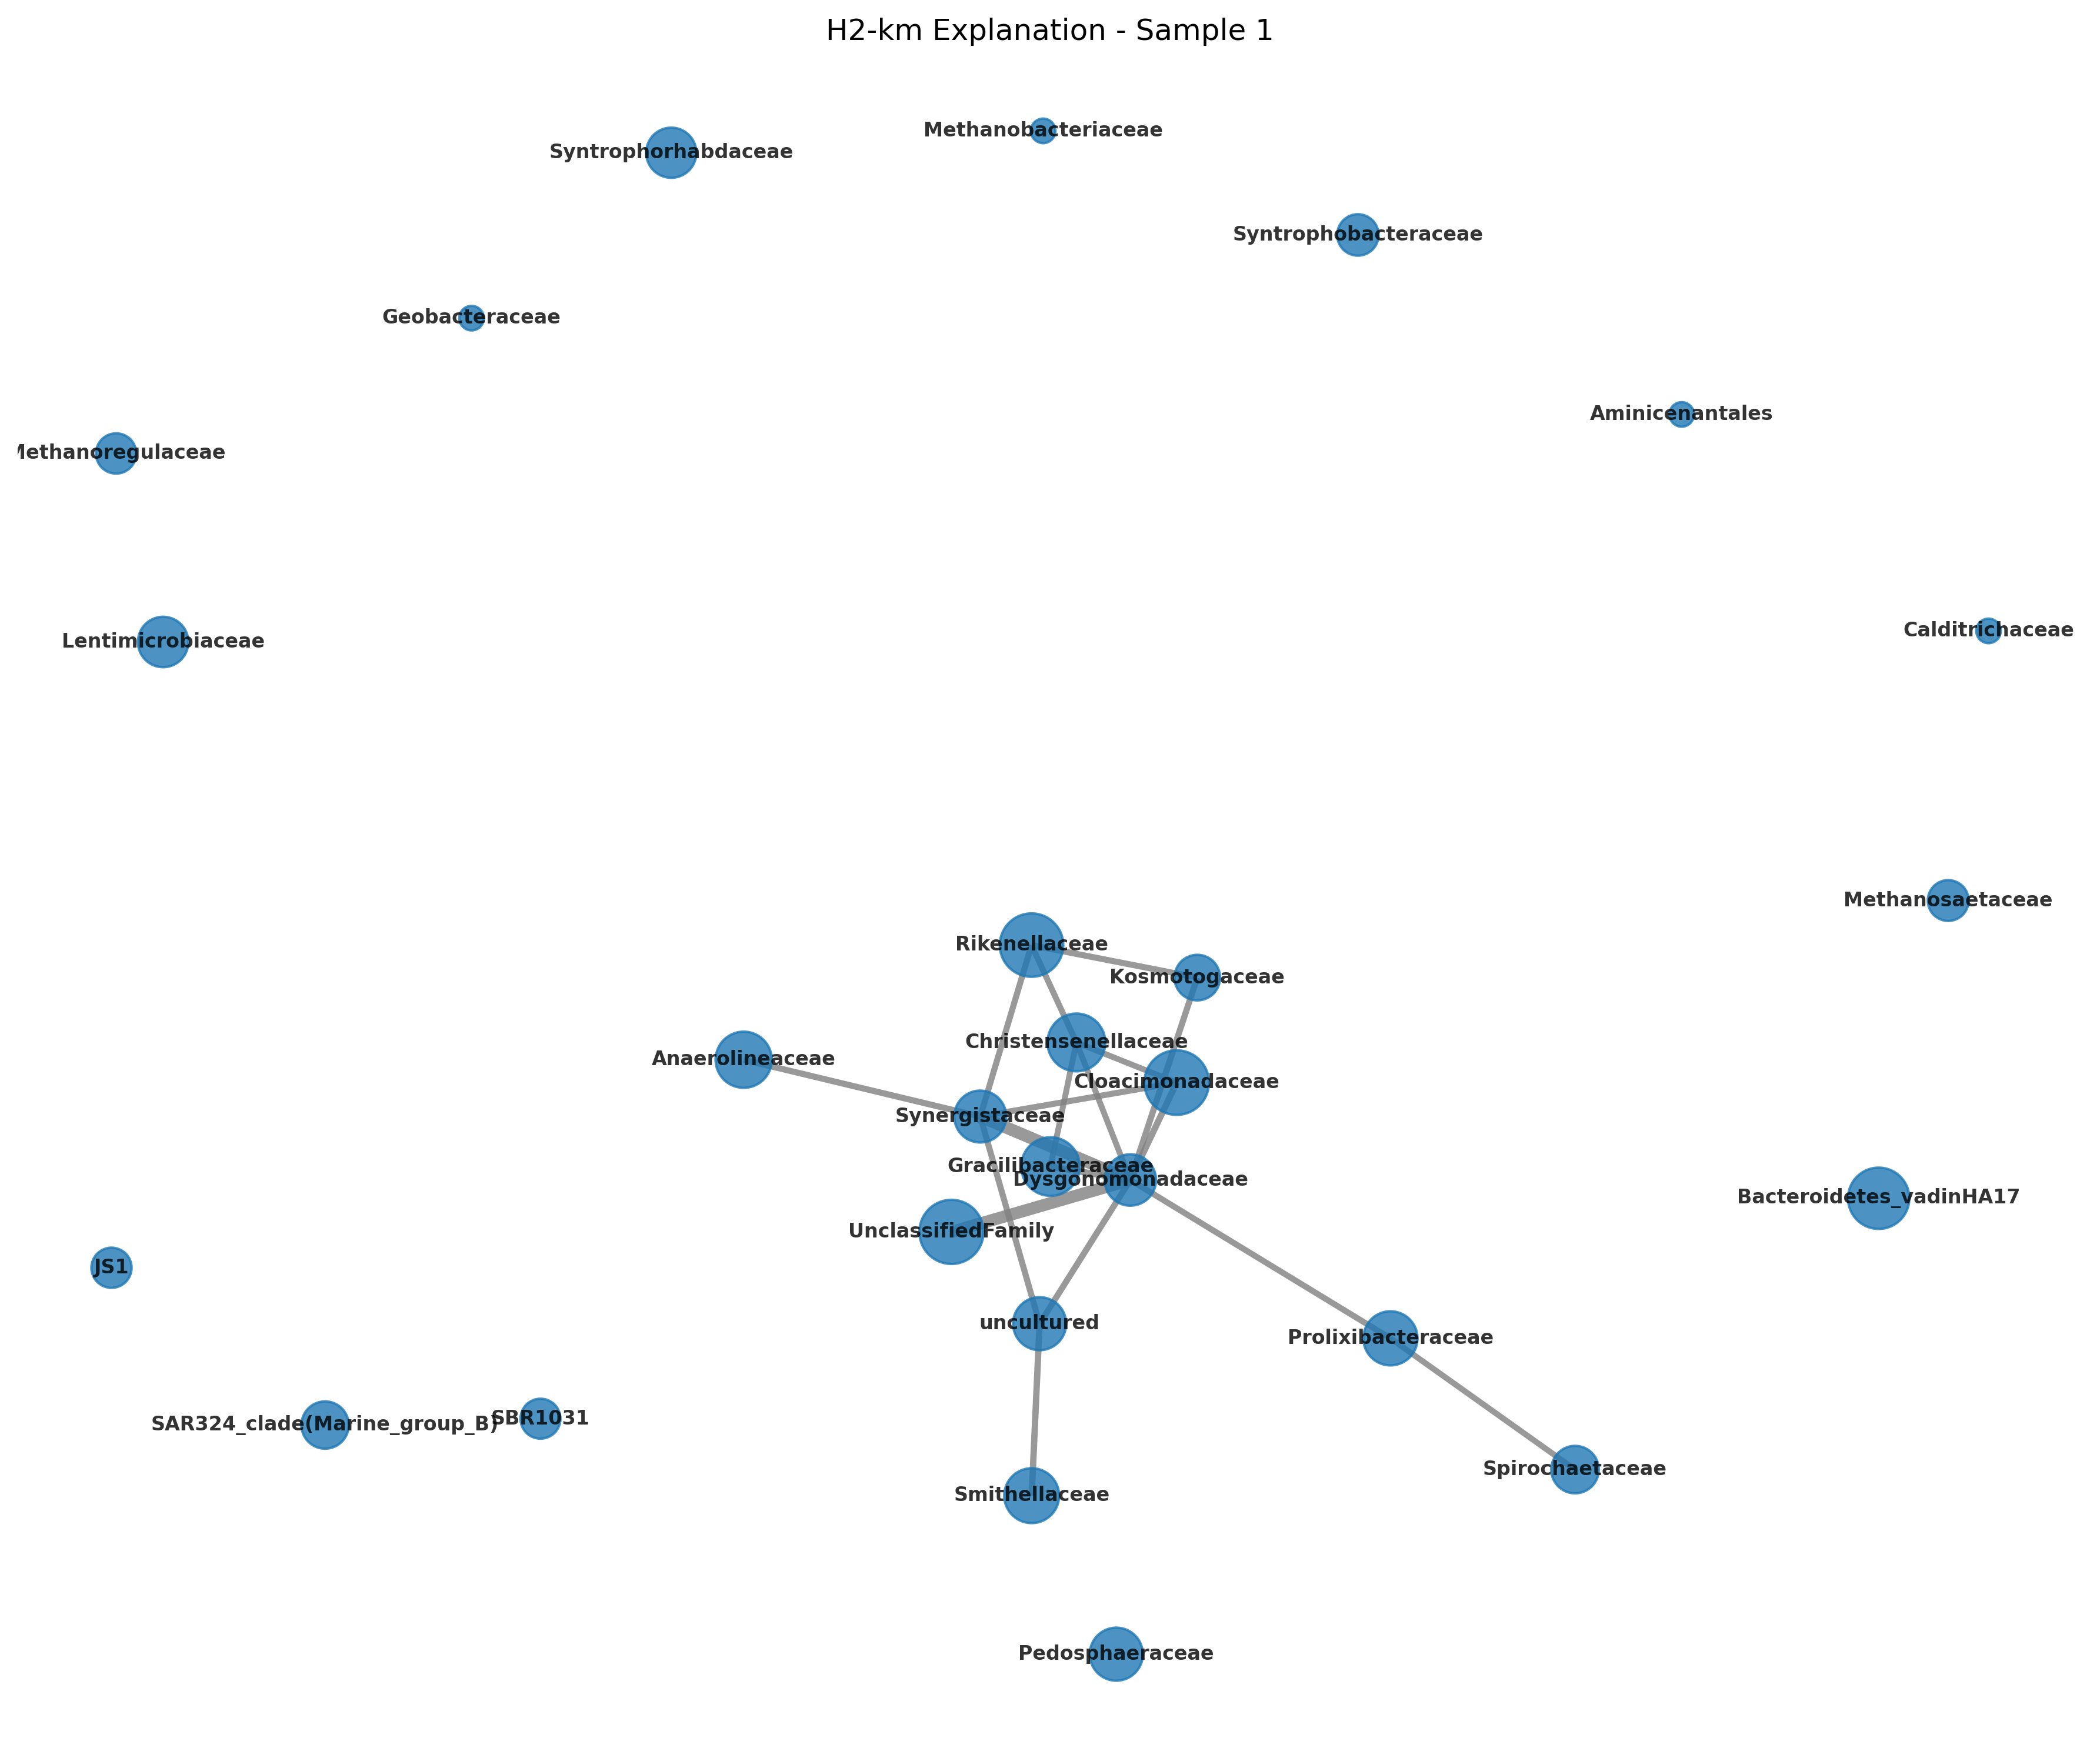 H2-km Explanation - Sample 1
Methanobacteriaceae
Syntrophorhabdaceae
Syntrophobacteraceae
Geobacteraceae
Aminicenantales
Methanoregulaceae
Calditrichaceae
Lentimicrobiaceae
Methanosaetaceae
Rikenellaceae
Kosmotogaceae
Christensenellaceae
Anaerolineaceae
Cloacimonadaceae
Synergistaceae
Gracilibacteraceae
Dysgonomonadaceae
Bacteroidetes_vadinHA17
UnclassifiedFamily
JS1
uncultured
Prolixibacteraceae
SBR1031
SAR324_clade(Marine_group_B)
Spirochaetaceae
Smithellaceae
Pedosphaeraceae